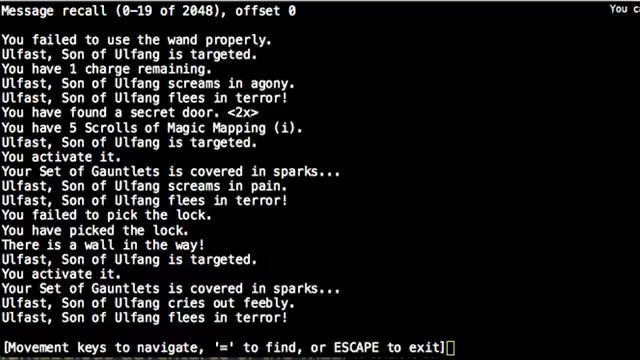 Message recall (0-19 of 2048), offset 0
You
You failed to use the wand properly.
Ulfast, Son of Ulfang is targeted.
You have 1 charge remaining.
Ulfast, Son of Ulfang screams in agony.
Ulfast, Son of Ulfang flees in terror!
You have found a secret door. <2x>
You have 5 Scrolls of Magic Mapping (i).
Ulfast, Son of Ulfang is targeted.
You activate it.
Your Set of Gauntlets is covered in sparks...
Ulfast, Son of Ulfang screams in pain.
Ulfast, Son of Ulfang flees in terror!
You failed to pick the lock.
You have picked the lock.
There is a wall in the way!
Ulfast, Son of Ulfang is targeted.
You activate it.
Your Set of Gauntlets is covered in sparks...
Ulfast, Son of Ulfang cries out feebly.
Ulfast, Son of Ulfang flees in terror!
[Movement keys to navigate, '=' to find, or ESCAPE to exit]